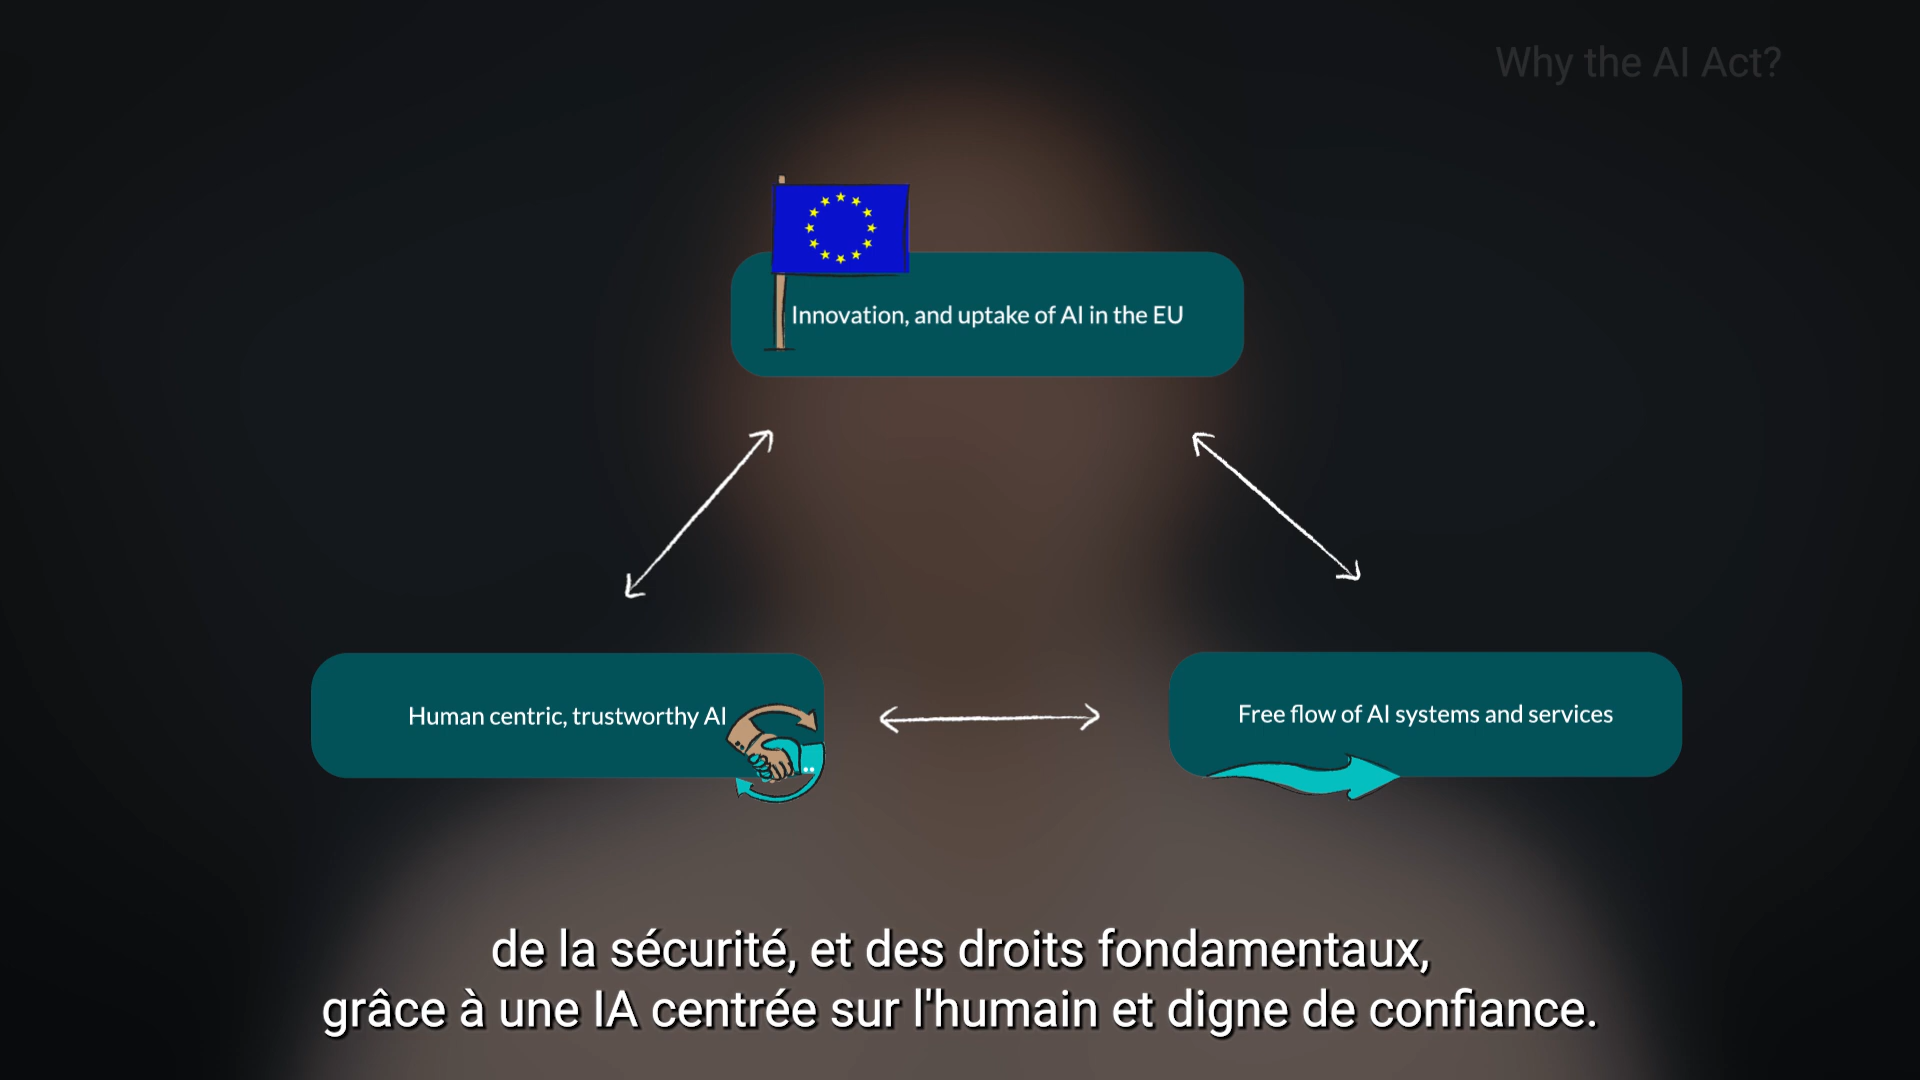 Why the AI Act?
Innovation, and uptake of AI in the EU
Human centric, trustworthy AI
Free flow of AI systems and services
de la sécurité, et des droits fondamentaux,
grâce à une IA centrée sur l'humain et digne de confiance.